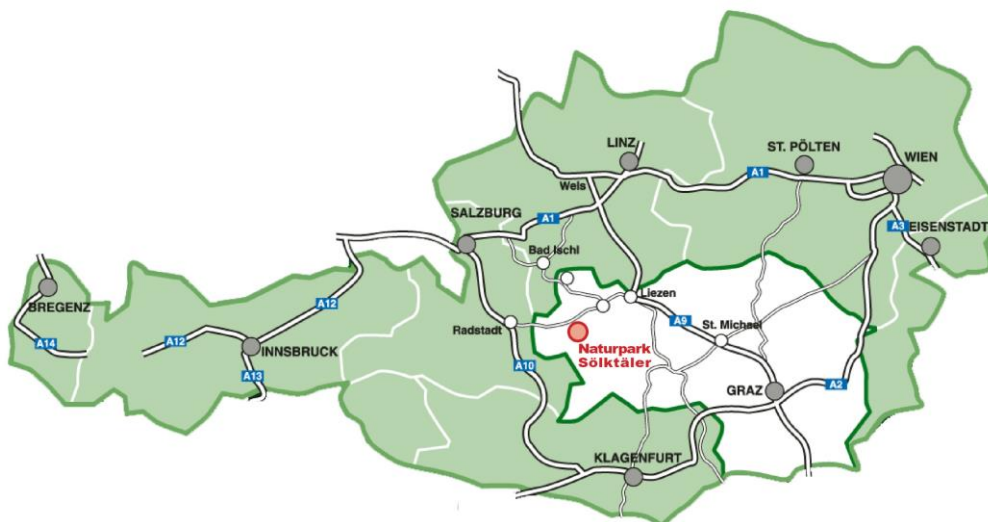 LINZ
ST. PÖLTEN
WIEN
A1
Wels
SALZBURG
A1
A3
EISENSTADT
Bad Ischl
BREGENZ
A12
Liezen
Radstadt
A9
St. Michael
A14
A12
INNSBRUCK
Naturpark
Sölktäler
A10
A13
GRAZ
A2
KLAGENFURT